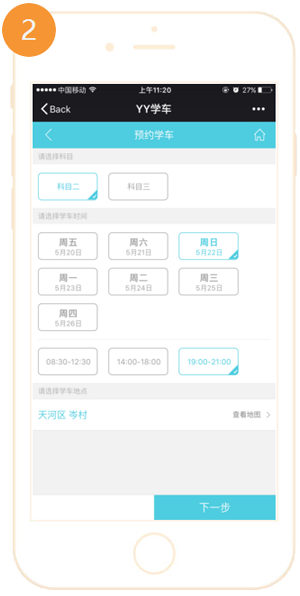 2
中国移动 上午11:20 27%
Back YY学车
预约学车
请选择科目
科目二 科目三
请选择学车时间
周五 周六 周日
5月20日 5月21日 5月22日
周一 周二 周三
5月23日 5月24日 5月25日
周四
5月26日
08:30-12:30 14:00-18:00 19:00-21:00
请选择学车地点
天河区 岑村 查看地图
下一步